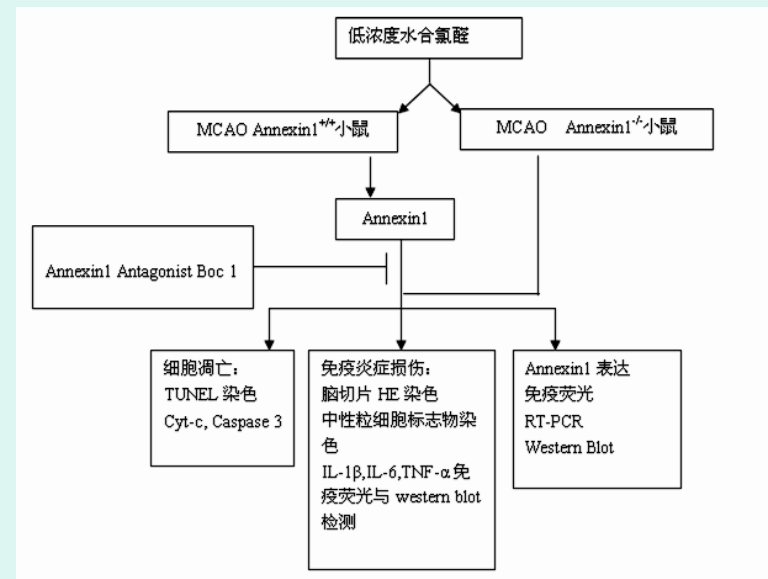 低浓度水合氯醛
MCAO Annexin1+/+小鼠
MCAO Annexin1-/-小鼠
Annexin1
Annexin1 Antagonist Boc 1
细胞凋亡：
TUNEL 染色
Cyt-c, Caspase 3
免疫炎症损伤：
脑切片 HE 染色
中性粒细胞标志物染
色
IL-1β,IL-6,TNF-α免
疫荧光与 western blot
检测
Annexin1 表达
免疫荧光
RT-PCR
Western Blot